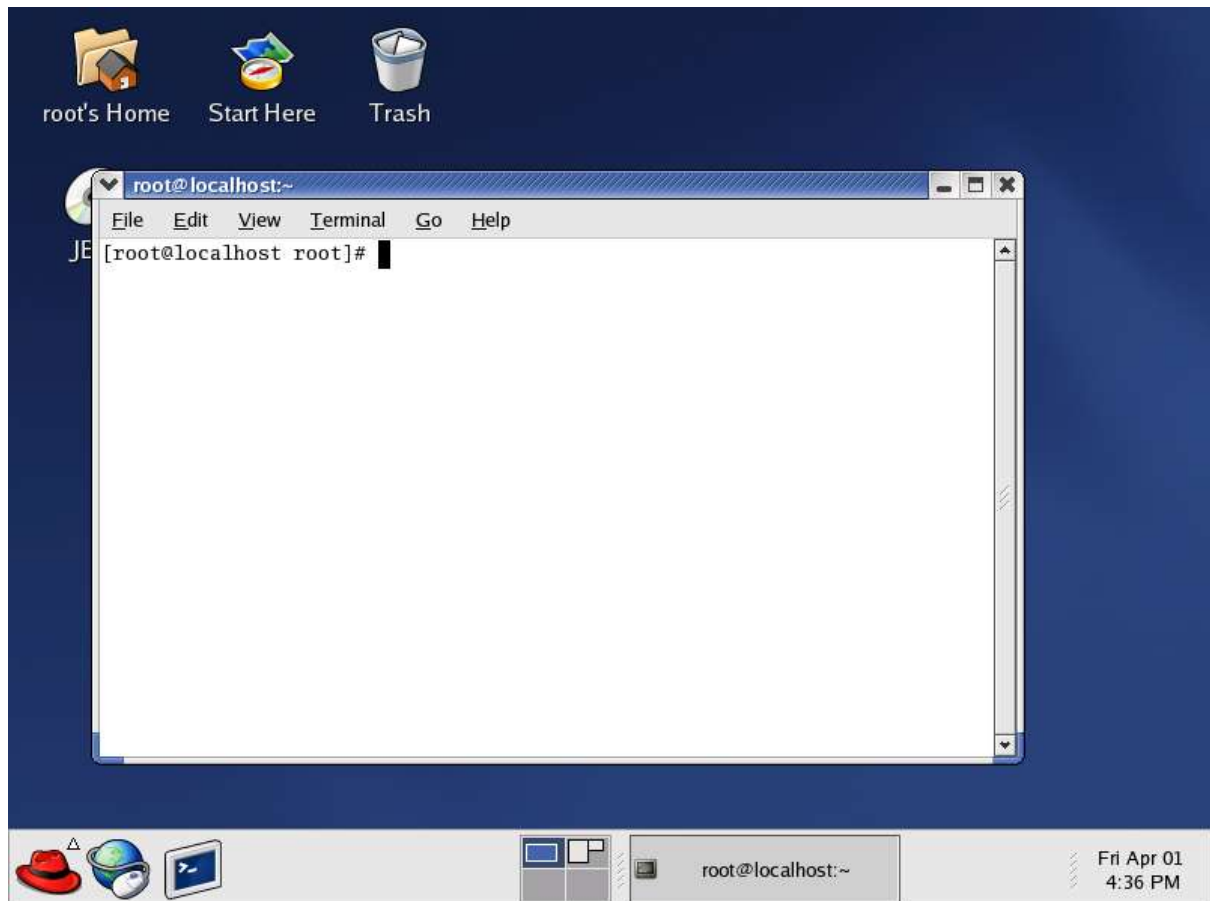 root's Home
Start Here
Trash
root@localhost:~
File Edit View Terminal Go Help
[root@localhost root]#
root@localhost:~
Fri Apr 01
4:36 PM